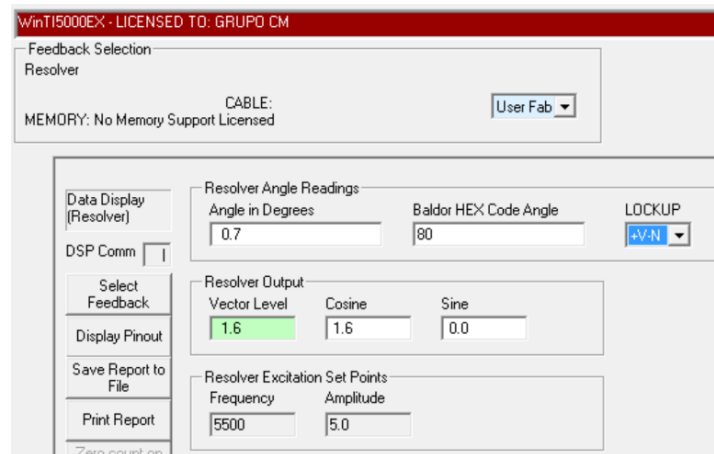 WinTI5000EX - LICENSED TO: GRUPO CM
Feedback Selection
Resolver
CABLE:
User Fab
MEMORY: No Memory Support Licensed
Data Display
(Resolver)
DSP Comm
Select
Feedback
Display Pinout
Save Report to
File
Print Report
Zero count on
Resolver Angle Readings
Angle in Degrees
Baldor HEX Code Angle
LOCKUP
0.7
80
+V-N
Resolver Output
Vector Level
Cosine
Sine
1.6
1.6
0.0
Resolver Excitation Set Points
Frequency
Amplitude
5500
5.0